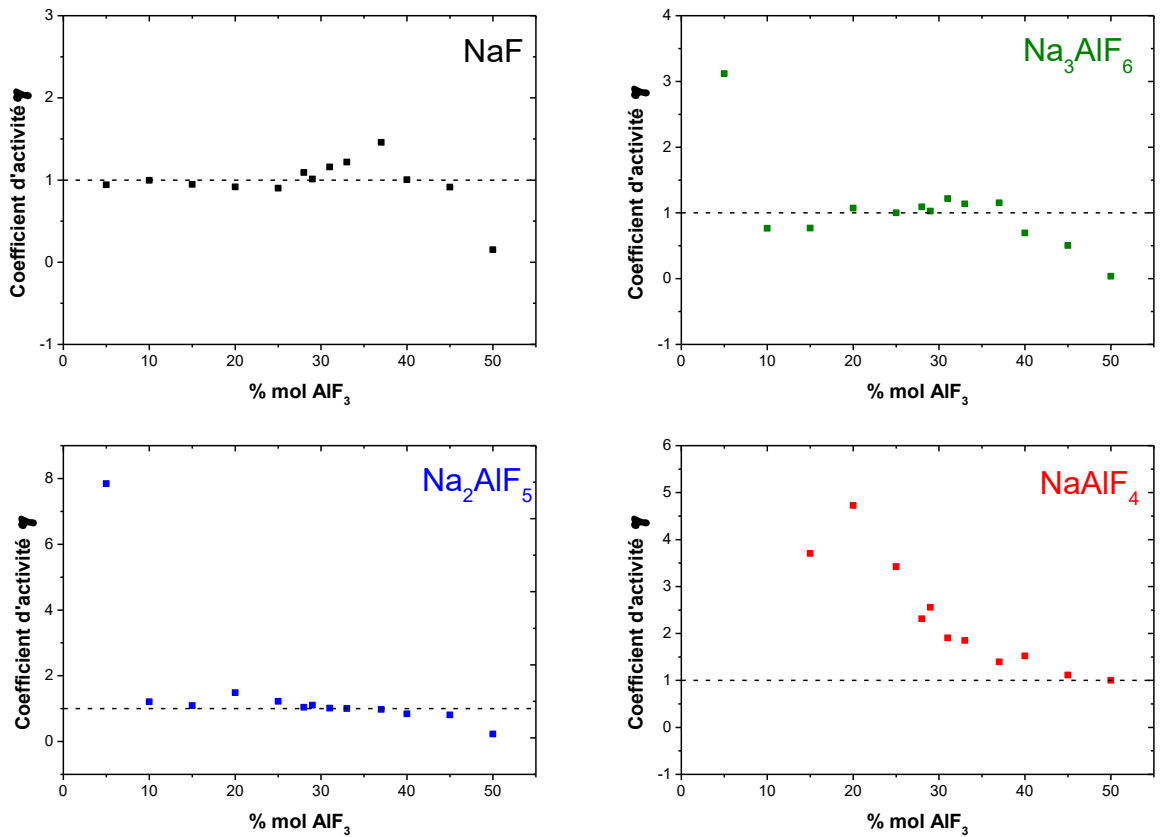 NaF
Coefficient d'activité γ
3
2
1
0
-1
0 10 20 30 40 50
% mol AlF₃
Na₃AlF₆
Coefficient d'activité γ
4
3
2
1
0
-1
0 10 20 30 40 50
% mol AlF₃
Na₂AlF₅
Coefficient d'activité γ
8
6
4
2
0
0 10 20 30 40 50
% mol AlF₃
NaAlF₄
Coefficient d'activité γ
6
5
4
3
2
1
0
-1
0 10 20 30 40 50
% mol AlF₃